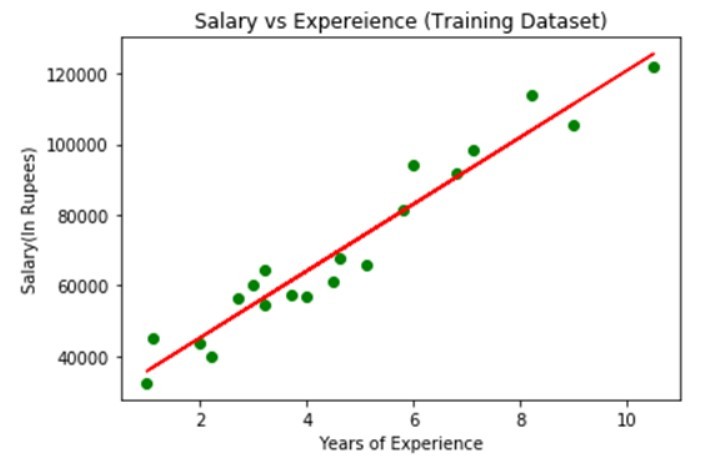 Salary vs Expereience (Training Dataset)
120000
100000
80000
60000
40000
Salary(In Rupees)
2 4 6 8 10
Years of Experience